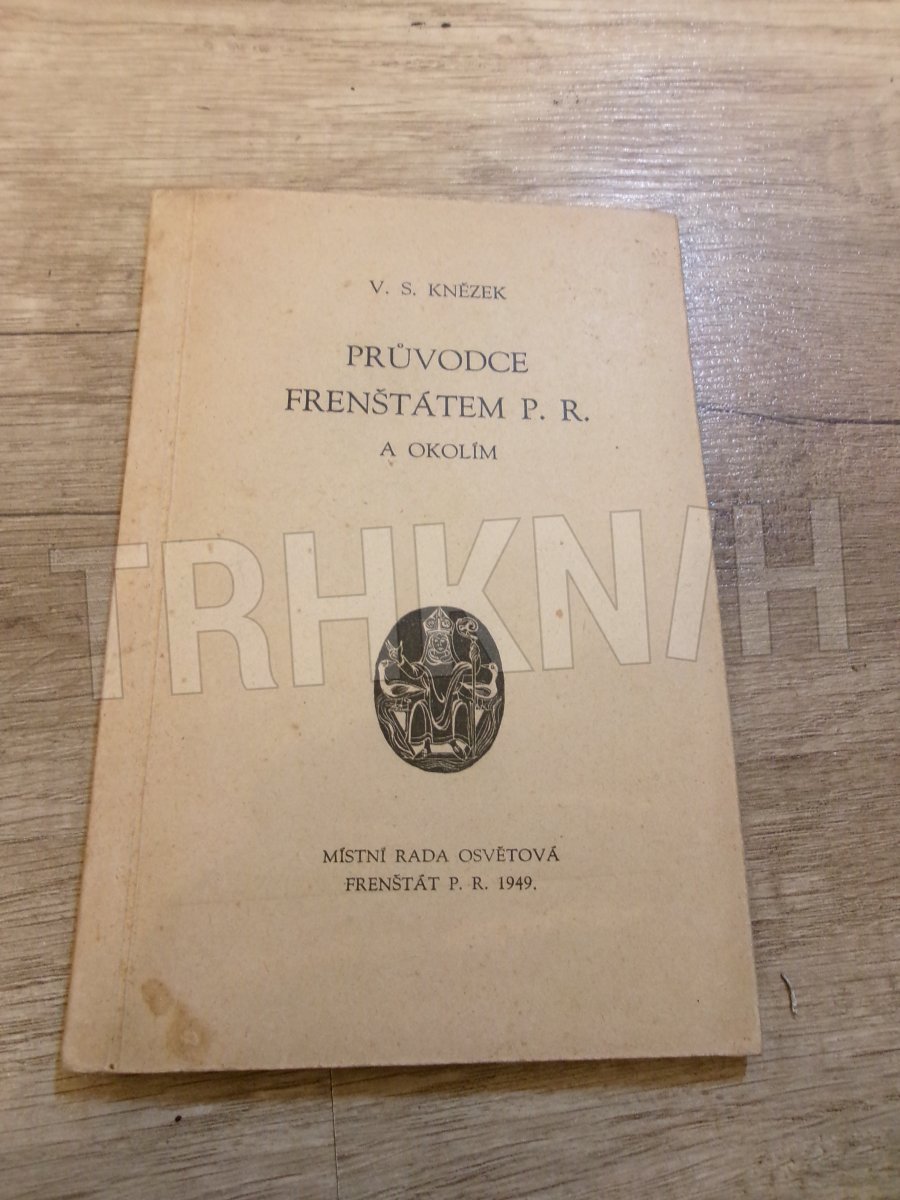 V. S. KNĚZEK
PRŮVODCE
FRENŠTÁTEM P. R.
A OKOLÍM
TRHKNIH
MÍSTNÍ RADA OSVĚTOVÁ
FRENŠTÁT P. R. 1949.